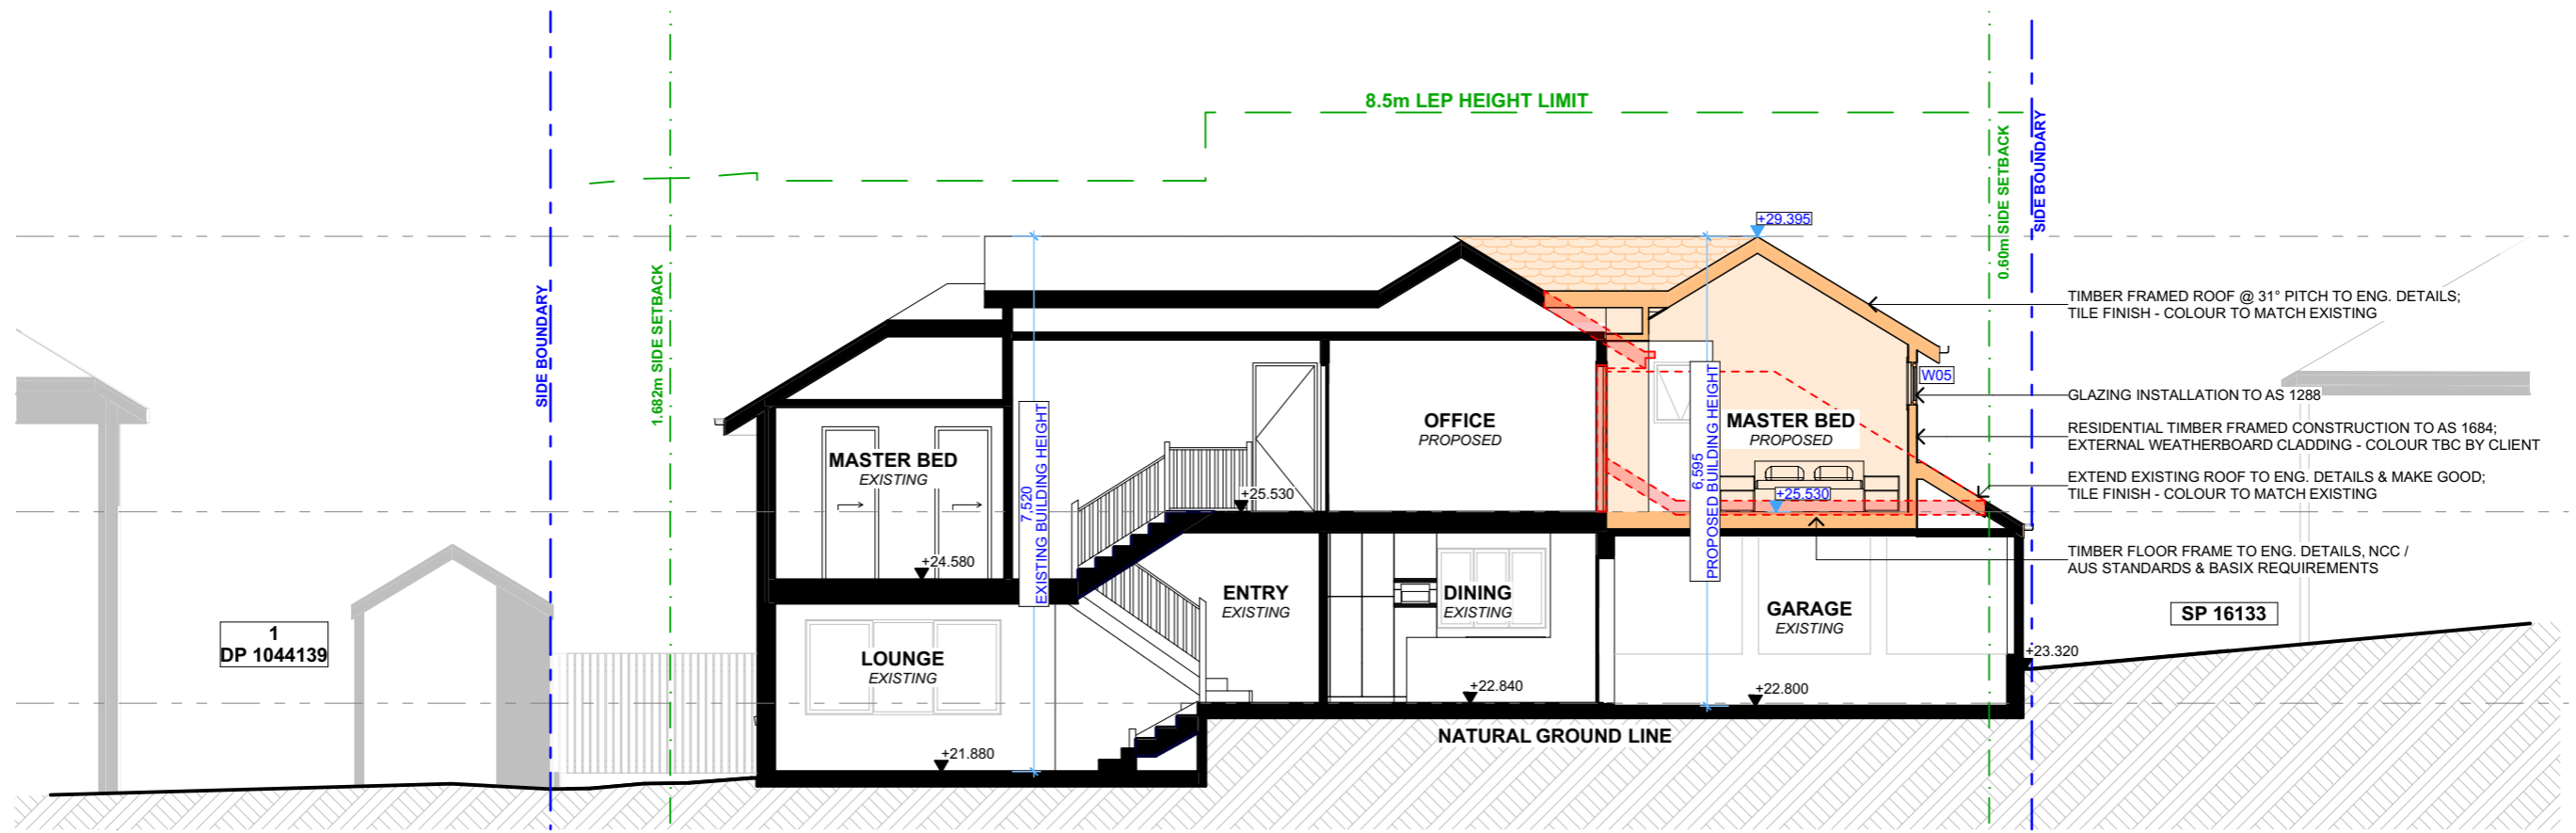 8.5m LEP HEIGHT LIMIT
SIDE BOUNDARY
1.682m SIDE SETBACK
0.60m SIDE SETBACK
SIDE BOUNDARY
+29.395
TIMBER FRAMED ROOF @ 31° PITCH TO ENG. DETAILS;
TILE FINISH - COLOUR TO MATCH EXISTING
W05
GLAZING INSTALLATION TO AS 1288
RESIDENTIAL TIMBER FRAMED CONSTRUCTION TO AS 1684;
EXTERNAL WEATHERBOARD CLADDING - COLOUR TBC BY CLIENT
EXTEND EXISTING ROOF TO ENG. DETAILS & MAKE GOOD;
TILE FINISH - COLOUR TO MATCH EXISTING
TIMBER FLOOR FRAME TO ENG. DETAILS, NCC /
AUS STANDARDS & BASIX REQUIREMENTS
MASTER BED
EXISTING
7,520
EXISTING BUILDING HEIGHT
OFFICE
PROPOSED
6,595
PROPOSED BUILDING HEIGHT
MASTER BED
PROPOSED
+25.530
+25.530
+24.580
ENTRY
EXISTING
DINING
EXISTING
GARAGE
EXISTING
SP 16133
1
DP 1044139
LOUNGE
EXISTING
+23.320
+22.840
+22.800
+21.880
NATURAL GROUND LINE